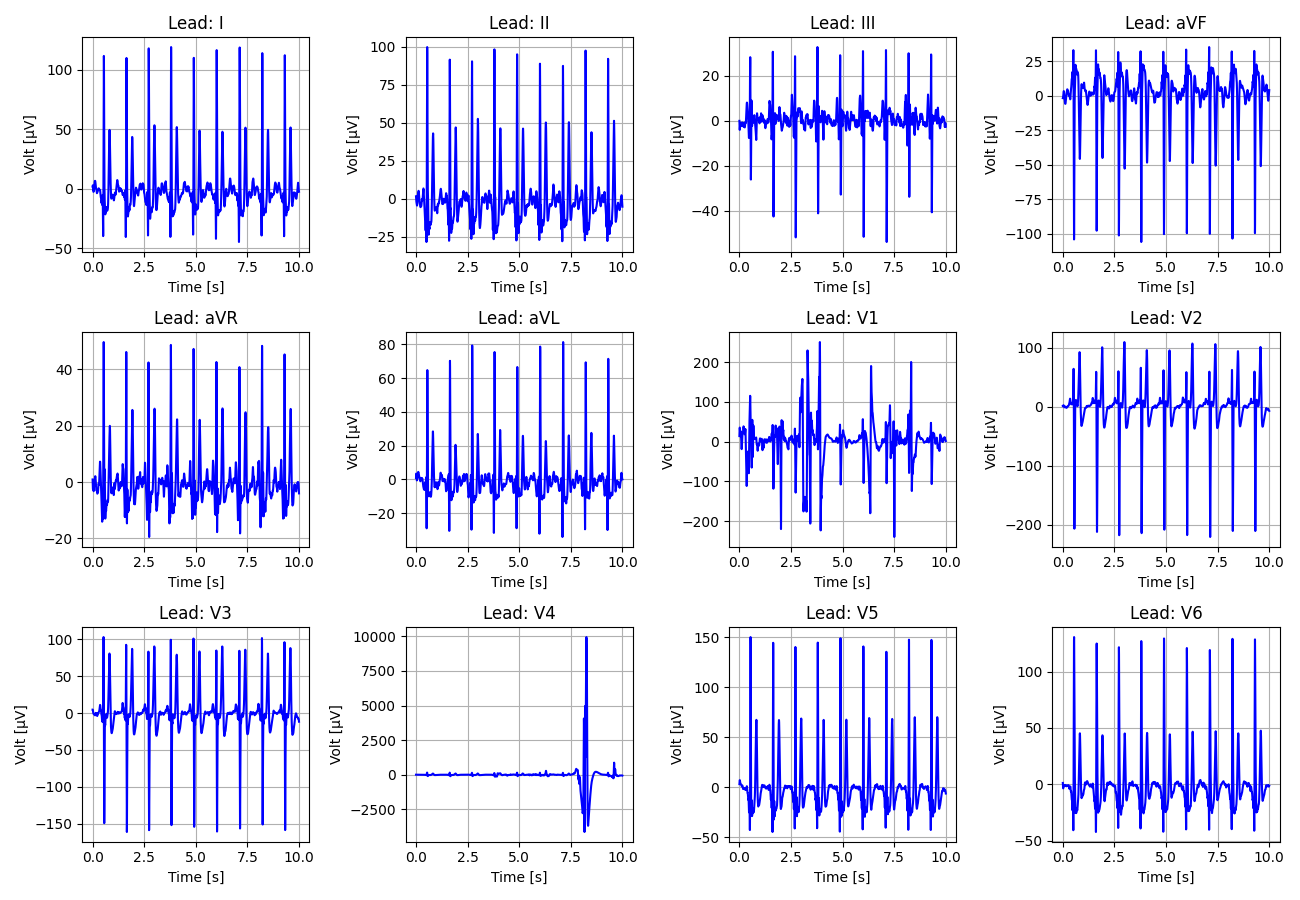 Lead: I
Volt [µV]
100
50
0
−50
0.0 2.5 5.0 7.5 10.0
Time [s]
Lead: II
Volt [µV]
100
75
50
25
0
−25
0.0 2.5 5.0 7.5 10.0
Time [s]
Lead: III
Volt [µV]
20
0
−20
−40
0.0 2.5 5.0 7.5 10.0
Time [s]
Lead: aVF
Volt [µV]
25
0
−25
−50
−75
−100
0.0 2.5 5.0 7.5 10.0
Time [s]
Lead: aVR
Volt [µV]
40
20
0
−20
0.0 2.5 5.0 7.5 10.0
Time [s]
Lead: aVL
Volt [µV]
80
60
40
20
0
−20
0.0 2.5 5.0 7.5 10.0
Time [s]
Lead: V1
Volt [µV]
200
100
0
−100
−200
0.0 2.5 5.0 7.5 10.0
Time [s]
Lead: V2
Volt [µV]
100
0
−100
−200
0.0 2.5 5.0 7.5 10.0
Time [s]
Lead: V3
Volt [µV]
100
50
0
−50
−100
−150
0.0 2.5 5.0 7.5 10.0
Time [s]
Lead: V4
Volt [µV]
10000
7500
5000
2500
0
−2500
0.0 2.5 5.0 7.5 10.0
Time [s]
Lead: V5
Volt [µV]
150
100
50
0
−50
0.0 2.5 5.0 7.5 10.0
Time [s]
Lead: V6
Volt [µV]
100
50
0
−50
0.0 2.5 5.0 7.5 10.0
Time [s]